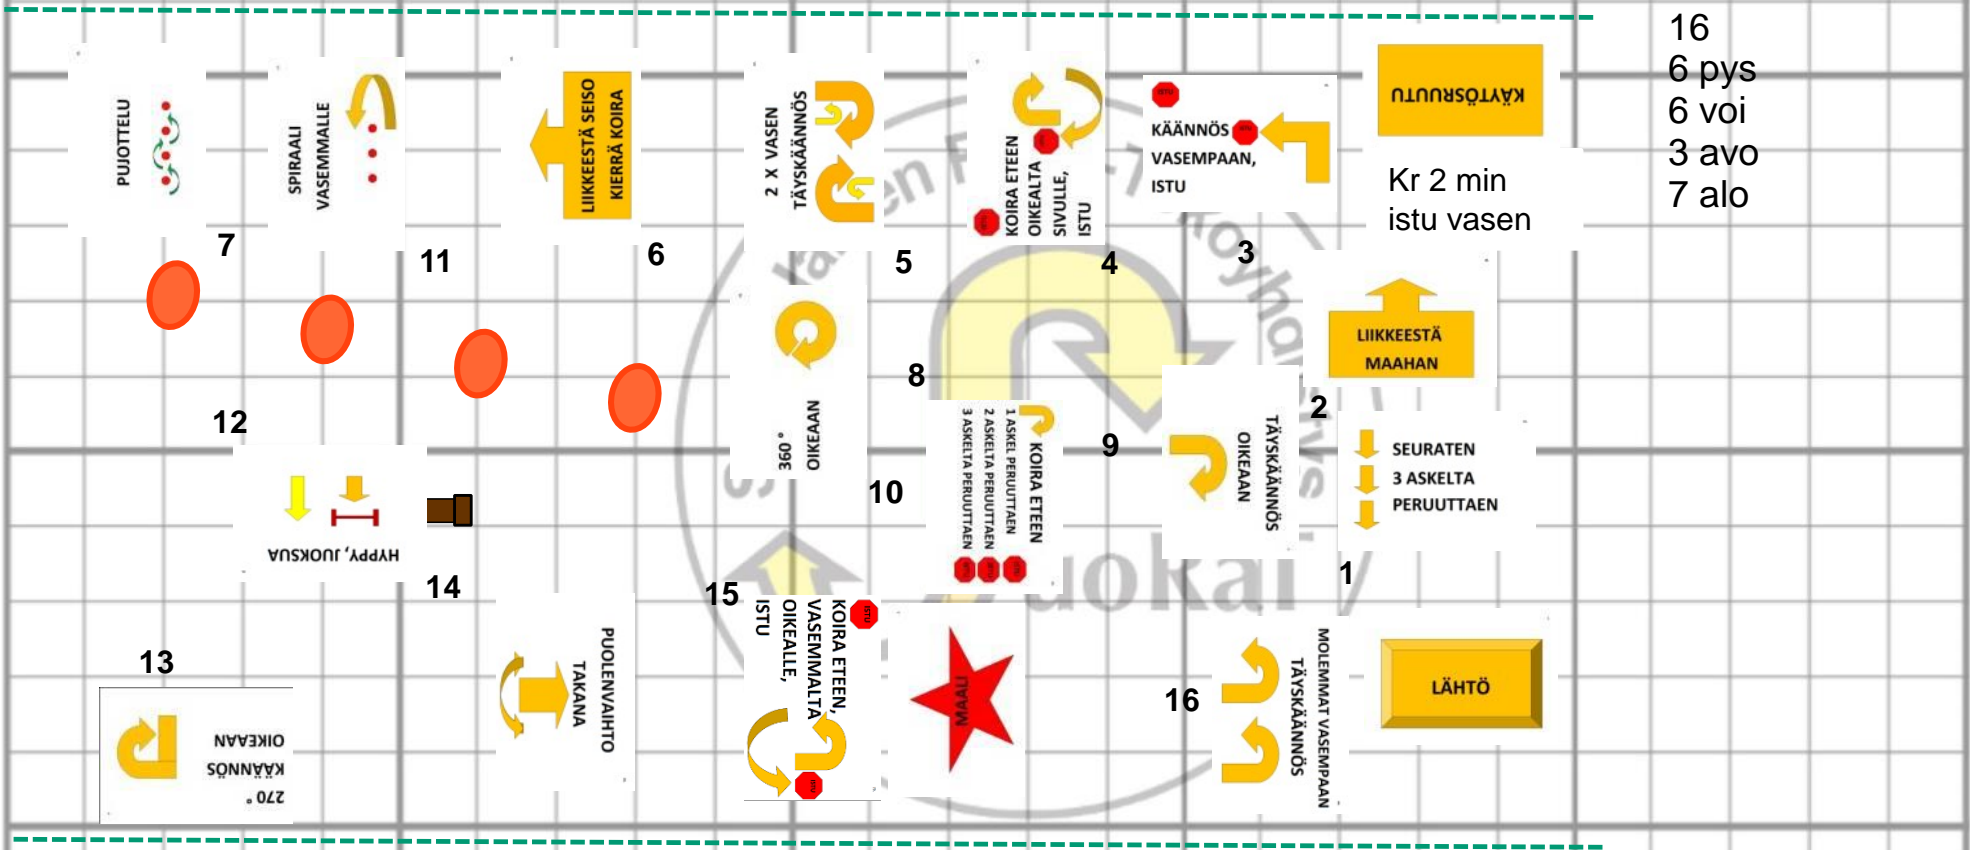 16
6 pys
6 voi
3 avo
7 alo
KÄYTÖSRUUTU
Kr 2 min
istu vasen
PUJOTTELU
7
SPIRAALI
VASEMMALLE
11
LIIKKEESTÄ SEISO
KIERRÄ KOIRA
6
2 X VASEN
TÄYSKÄÄNNÖS
5
KOIRA ETEEN
OIKEALTA
SIVULLE,
ISTU
4
ISTU
KÄÄNNÖS
VASEMPAAN,
ISTU
3
LIIKKEESTÄ
MAAHAN
2
SEURATEN
3 ASKELTA
PERUUTTAEN
1
TÄYSKÄÄNNÖS
OIKEAAN
9
8
KOIRA ETEEN
1 ASKEL PERUUTTAEN
2 ASKELTA PERUUTTAEN
3 ASKELTA PERUUTTAEN
10
360°
OIKEAAN
12
HYPPY, JUOKSUA
14
13
270°
KÄÄNNÖS
OIKEAAN
PUOLENVAIHTO
TAKANA
15
KOIRA ETEEN,
VASEMMALTA
OIKEALLE,
ISTU
ISTU
MAALI
16
MOLEMMAT VASEMPAAN
TÄYSKÄÄNNÖS
LÄHTÖ